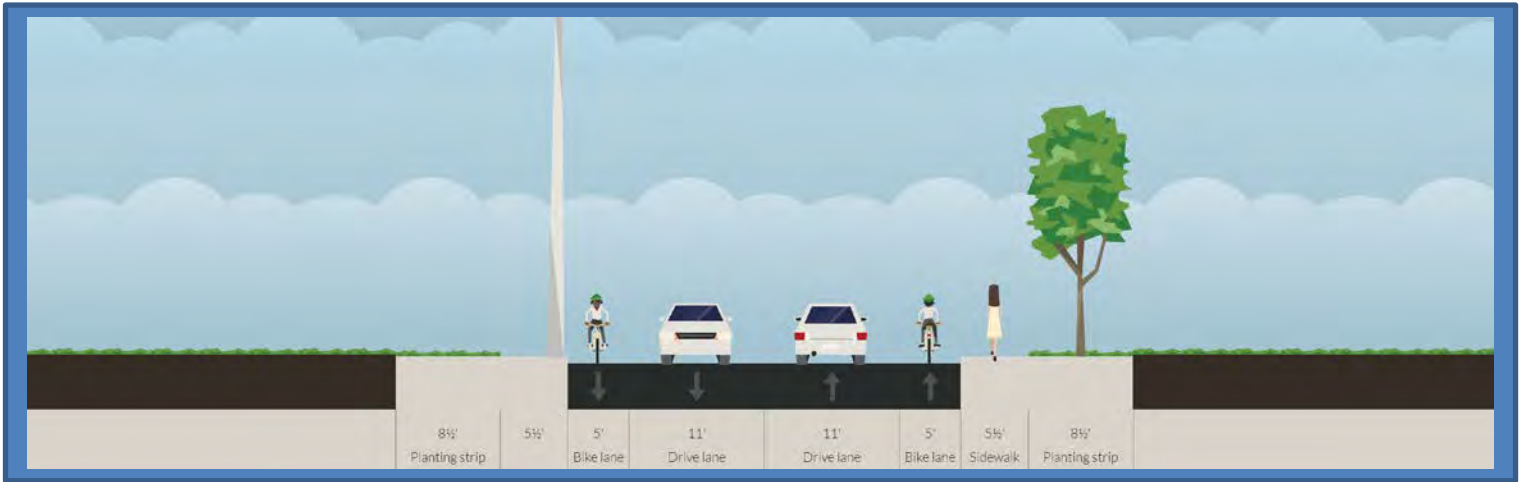 8½' 5½' 5' 11' 11' 5' 5½' 8½'
Planting strip Bike lane Drive lane Drive lane Bike lane Sidewalk Planting strip